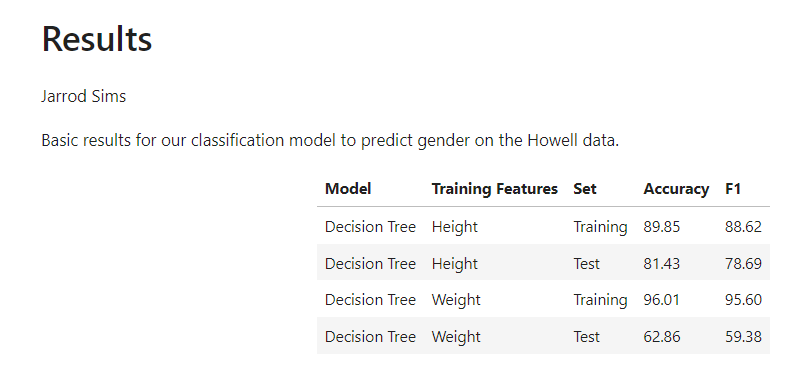 Results
Jarrod Sims
Basic results for our classification model to predict gender on the Howell data.
Model Training Features Set Accuracy F1
Decision Tree Height Training 89.85 88.62
Decision Tree Height Test 81.43 78.69
Decision Tree Weight Training 96.01 95.60
Decision Tree Weight Test 62.86 59.38